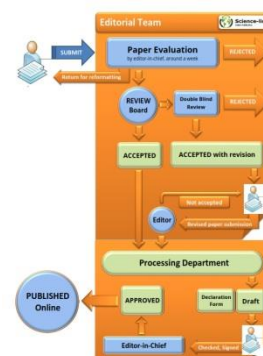 Editorial Team
Science-li
SUBMIT
Paper Evaluation
by editor-in-chief, around a week
REJECTED
Return for reformatting
REVIEW
Board
Double Blind
Review
REJECTED
ACCEPTED
ACCEPTED with revision
Not accepted
Editor
Revised paper submission
Processing Department
PUBLISHED
Online
APPROVED
Declaration
Form
Draft
Editor-in-Chief
Checked, Signed